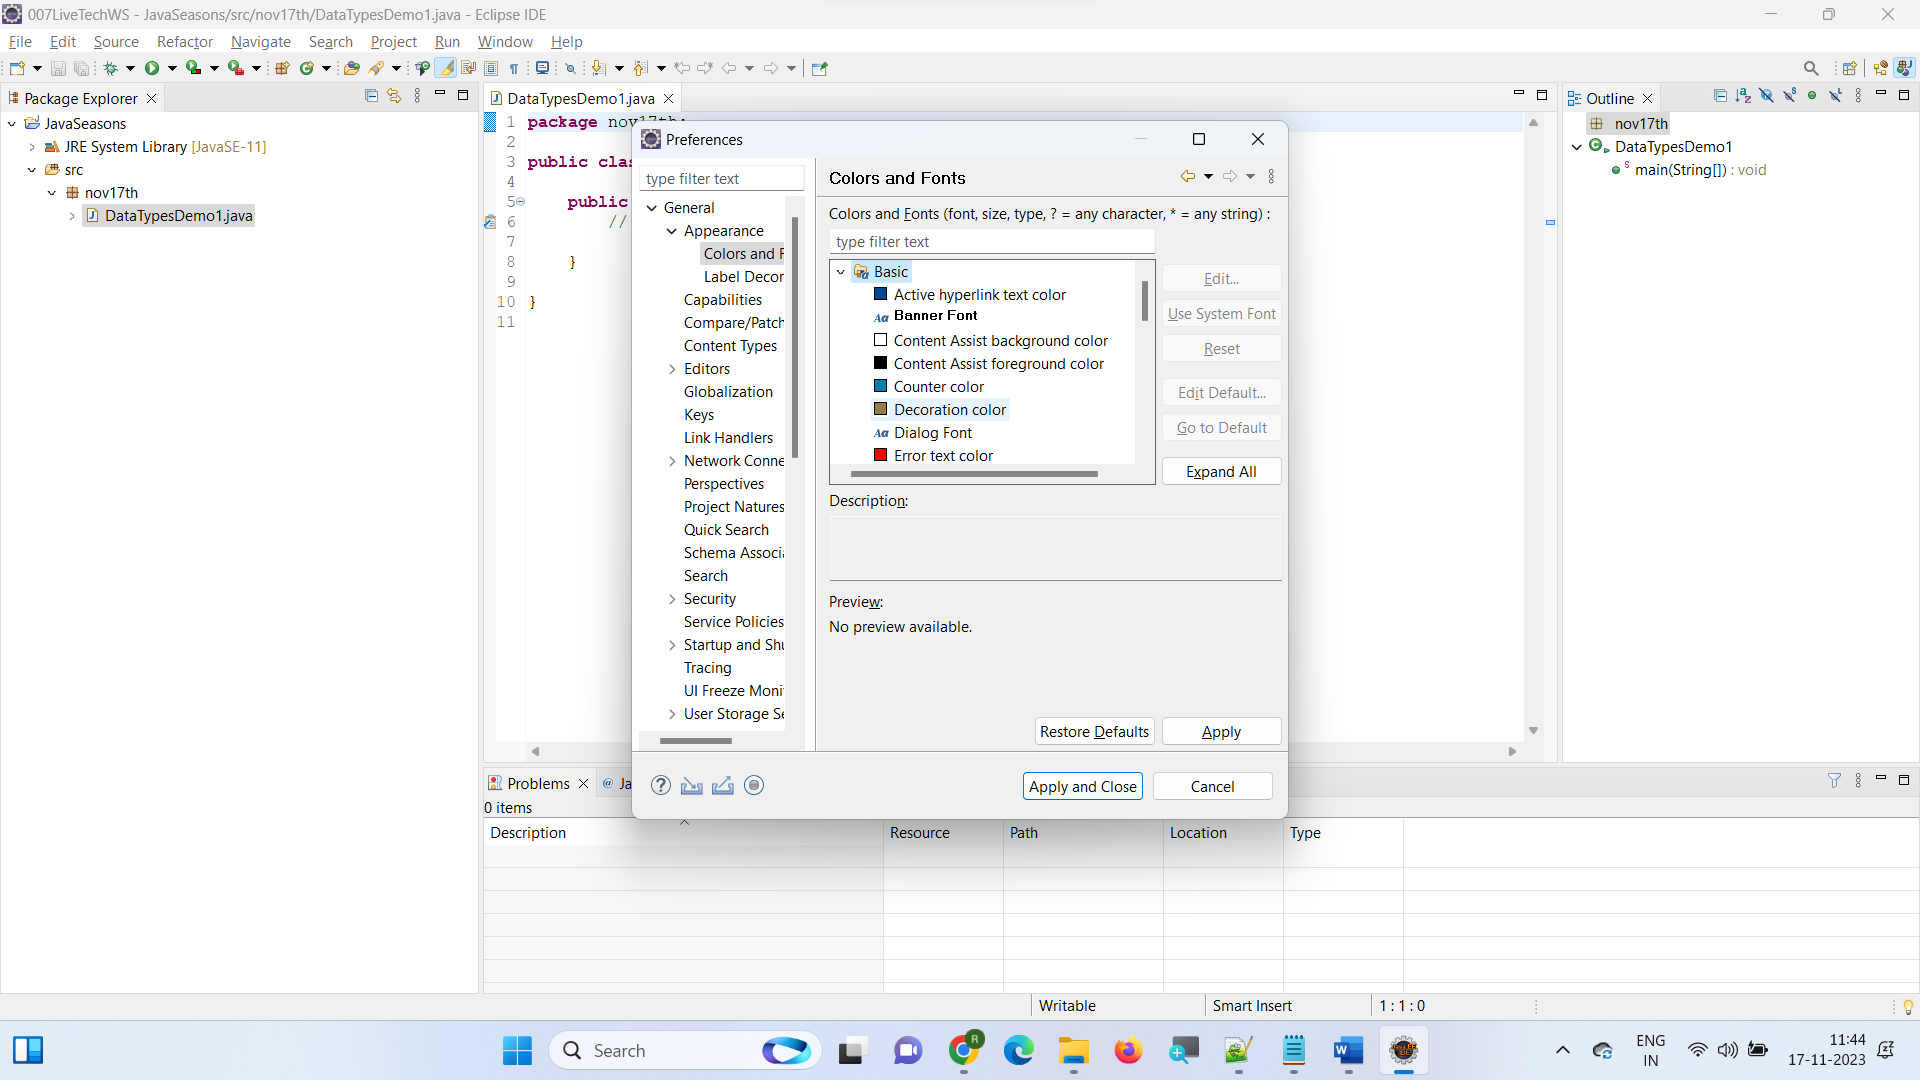 007LiveTechWS - JavaSeasons/src/nov17th/DataTypesDemo1.java - Eclipse IDE
File Edit Source Refactor Navigate Search Project Run Window Help
Package Explorer
JavaSeasons
JRE System Library [JavaSE-11]
src
nov17th
DataTypesDemo1.java
DataTypesDemo1.java
1 package nov17th;
2
3 public clas
4
5 public
6 //
7
8 }
9
10 }
11
Preferences
type filter text
General
Appearance
Colors and F
Label Decor
Capabilities
Compare/Patch
Content Types
Editors
Globalization
Keys
Link Handlers
Network Conne
Perspectives
Project Natures
Quick Search
Schema Associa
Search
Security
Service Policies
Startup and Shu
Tracing
UI Freeze Moni
User Storage Se
Colors and Fonts
Colors and Fonts (font, size, type, ? = any character, * = any string) :
type filter text
Basic
Active hyperlink text color
Aa Banner Font
Content Assist background color
Content Assist foreground color
Counter color
Decoration color
Aa Dialog Font
Error text color
Edit...
Use System Font
Reset
Edit Default...
Go to Default
Expand All
Description:
Preview:
No preview available.
Restore Defaults Apply
Apply and Close Cancel
Outline
nov17th
DataTypesDemo1
main(String[]) : void
Problems @ Ja
0 items
Description Resource Path Location Type
Writable Smart Insert 1 : 1 : 0
Search
ENG
IN
11:44
17-11-2023